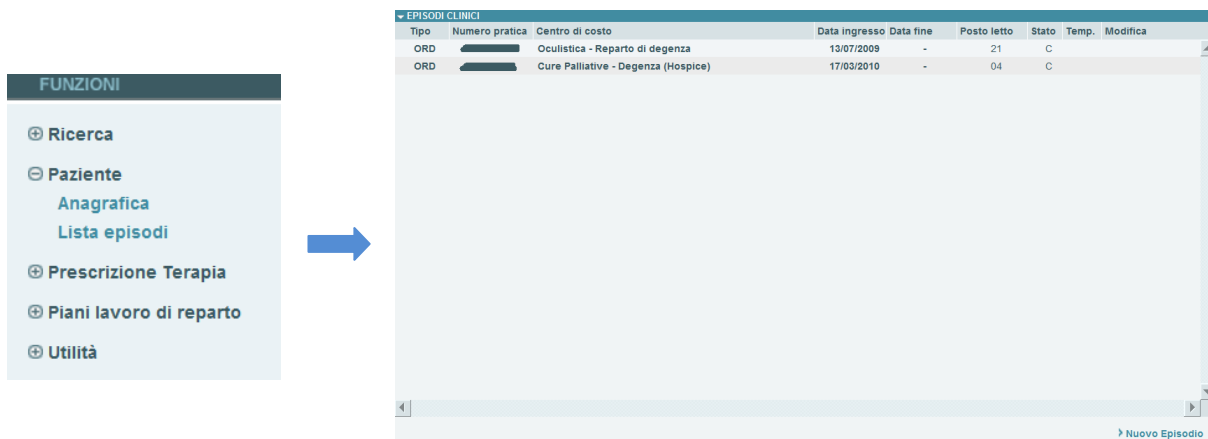 FUNZIONI
Ricerca
Paziente
Anagrafica
Lista episodi
Prescrizione Terapia
Piani lavoro di reparto
Utilità
EPISODI CLINICI
Tipo Numero pratica Centro di costo Data ingresso Data fine Posto letto Stato Temp. Modifica
ORD Oculistica - Reparto di degenza 13/07/2009 - 21 C
ORD Cure Palliative - Degenza (Hospice) 17/03/2010 - 04 C
Nuovo Episodio